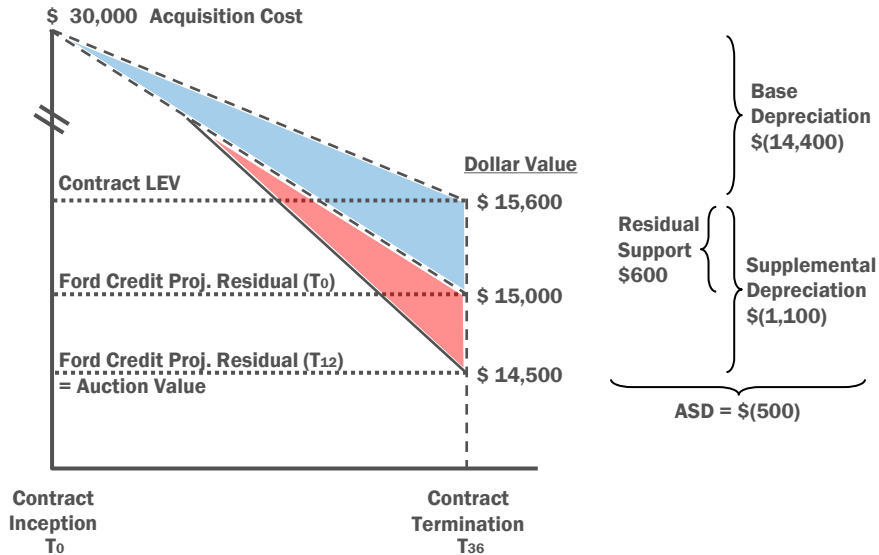 $ 30,000 Acquisition Cost
Contract LEV
Ford Credit Proj. Residual (T0)
Ford Credit Proj. Residual (T12)
= Auction Value
Dollar Value
$ 15,600
$ 15,000
$ 14,500
Base
Depreciation
$(14,400)
Residual
Support
$600
Supplemental
Depreciation
$(1,100)
ASD = $(500)
Contract
Inception
T0
Contract
Termination
T36